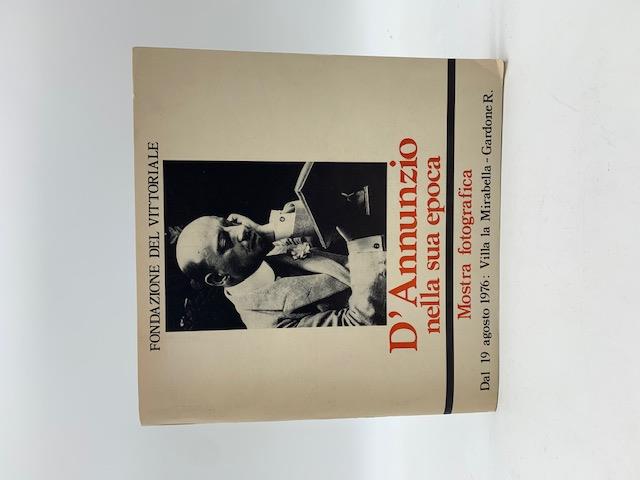 FONDAZIONE DEL VITTORIALE
D'Annunzio
nella sua epoca
Mostra fotografica
Dal 19 agosto 1976: Villa la Mirabella - Gardone R.